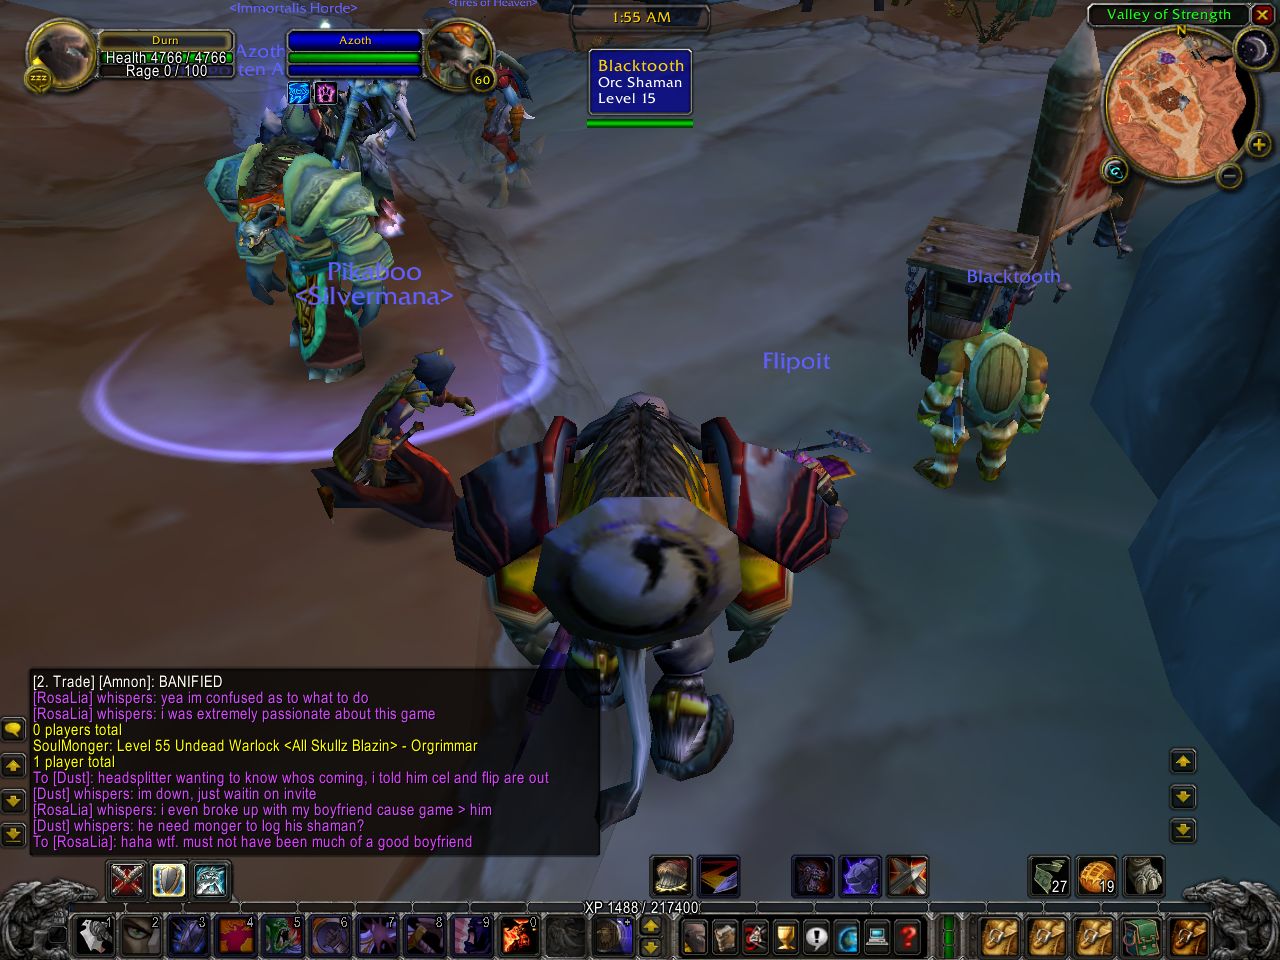 <Immortalis Horde>
<Fires of Heaven>
1:55 AM
Valley of Strength
N
Durn
Health 4766 / 4766
Rage 0 / 100
zzz
Azoth
60
Azoth
ten A
Blacktooth
Orc Shaman
Level 15
Pikaboo
<Silvermana>
Blacktooth
Flipoit
[2. Trade] [Amnon]: BANIFIED
[RosaLia] whispers: yea im confused as to what to do
[RosaLia] whispers: i was extremely passionate about this game
0 players total
SoulMonger: Level 55 Undead Warlock <All Skullz Blazin> - Orgrimmar
1 player total
To [Dust]: headsplitter wanting to know whos coming, i told him cel and flip are out
[Dust] whispers: im down, just waitin on invite
[RosaLia] whispers: i even broke up with my boyfriend cause game > him
[Dust] whispers: he need monger to log his shaman?
To [RosaLia]: haha wtf. must not have been much of a good boyfriend
27
19
XP 1488 / 217400
1
2
3
4
5
6
7
8
9
0
-
+